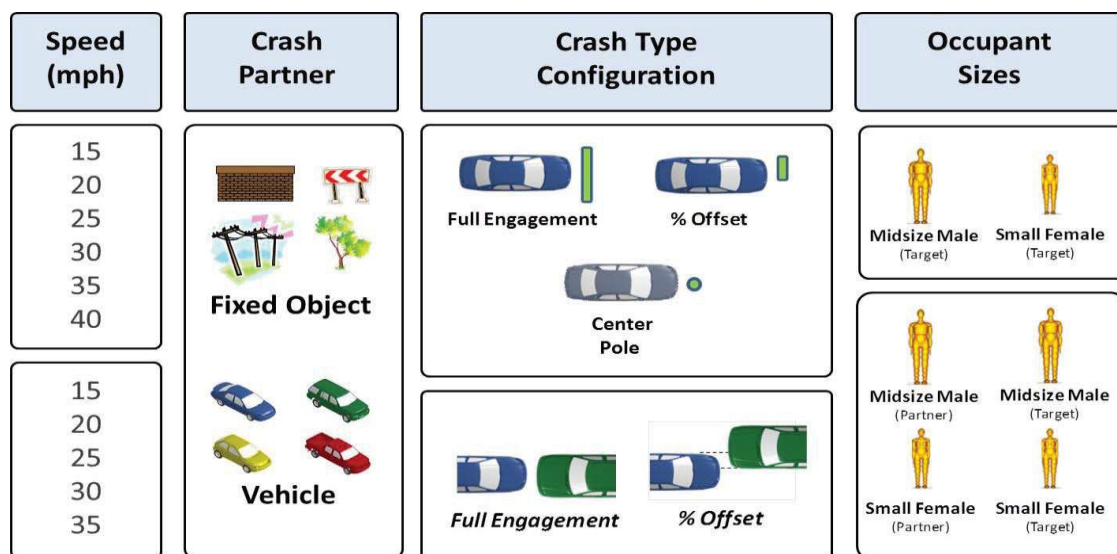 Speed
(mph)
Crash
Partner
Crash Type
Configuration
Occupant
Sizes
15
20
25
30
35
40
Fixed Object
Full Engagement
% Offset
Center
Pole
Midsize Male
(Target)
Small Female
(Target)
15
20
25
30
35
Vehicle
Full Engagement
% Offset
Midsize Male
(Partner)
Midsize Male
(Target)
Small Female
(Partner)
Small Female
(Target)